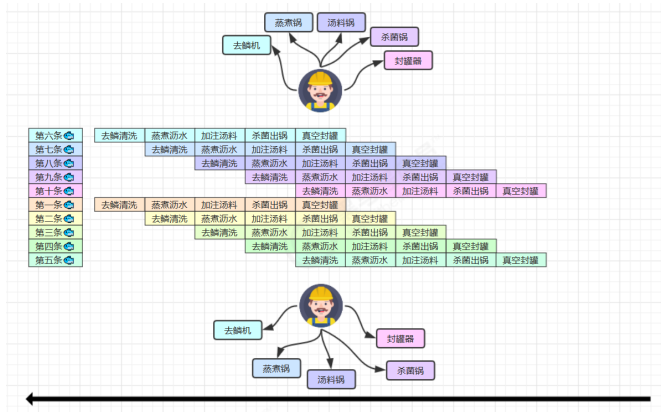 蒸煮锅 汤料锅
去鳞机 杀菌锅
封罐器
第六条 去鳞清洗 蒸煮沥水 加注汤料 杀菌出锅 真空封罐
第七条 去鳞清洗 蒸煮沥水 加注汤料 杀菌出锅 真空封罐
第八条 去鳞清洗 蒸煮沥水 加注汤料 杀菌出锅 真空封罐
第九条 去鳞清洗 蒸煮沥水 加注汤料 杀菌出锅 真空封罐
第十条 去鳞清洗 蒸煮沥水 加注汤料 杀菌出锅 真空封罐
第一条 去鳞清洗 蒸煮沥水 加注汤料 杀菌出锅 真空封罐
第二条 去鳞清洗 蒸煮沥水 加注汤料 杀菌出锅 真空封罐
第三条 去鳞清洗 蒸煮沥水 加注汤料 杀菌出锅 真空封罐
第四条 去鳞清洗 蒸煮沥水 加注汤料 杀菌出锅 真空封罐
第五条 去鳞清洗 蒸煮沥水 加注汤料 杀菌出锅 真空封罐
去鳞机 封罐器
蒸煮锅 汤料锅 杀菌锅